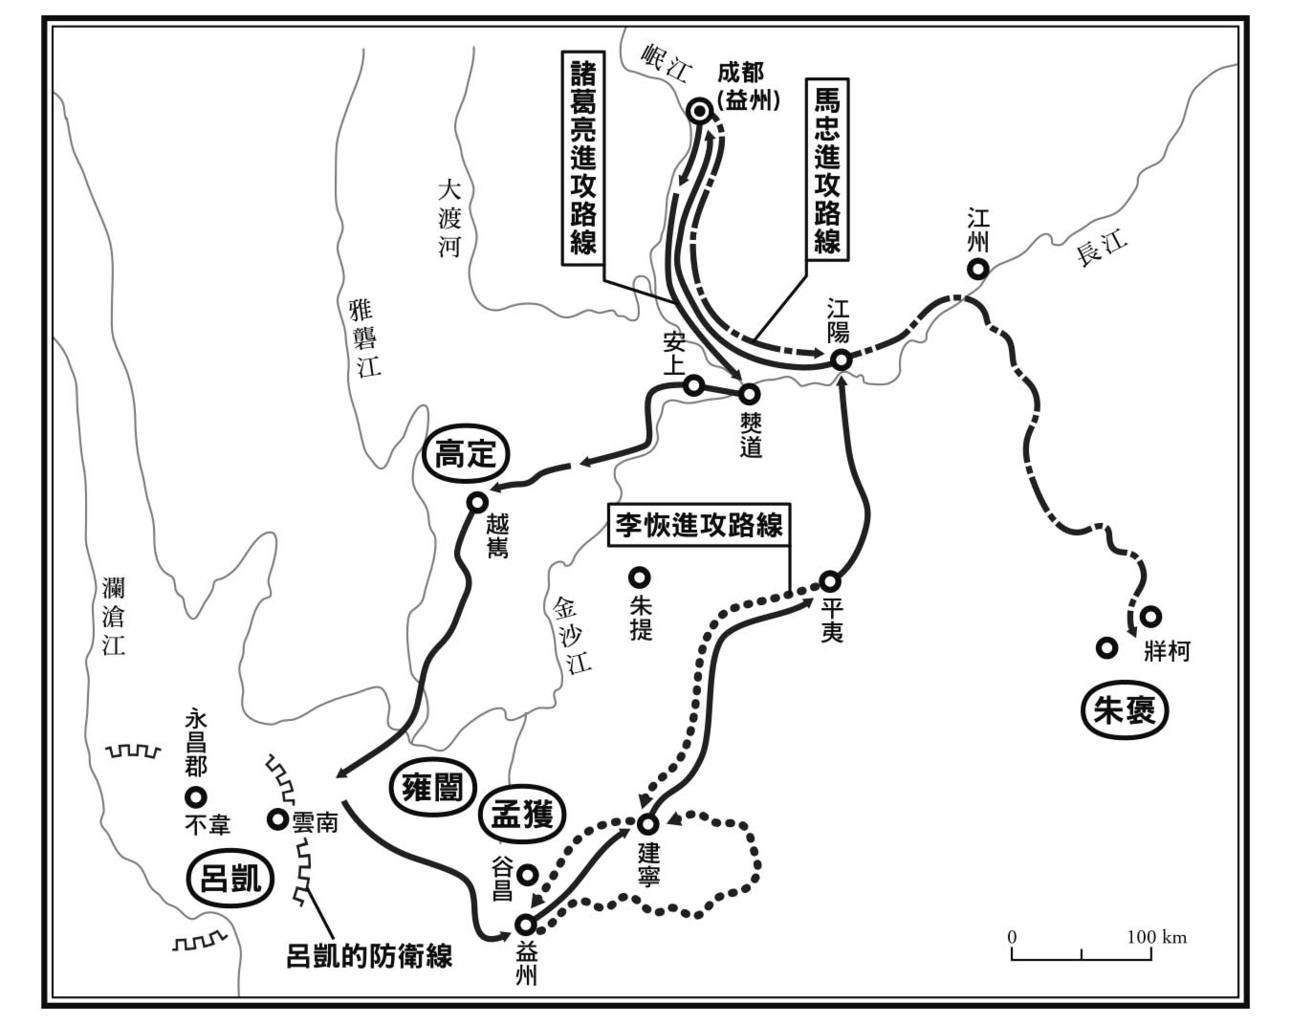 岷江
成都
(益州)
諸葛亮進攻路線
馬忠進攻路線
大渡河
江州
長江
雅礱江
江陽
安上
僰道
高定
越嶲
李恢進攻路線
朱提
平夷
金沙江
瀾滄江
牂柯
朱褒
永昌郡
不韋
雲南
雍闓
孟獲
呂凱
谷昌
建寧
益州
呂凱的防衛線
0 100 km